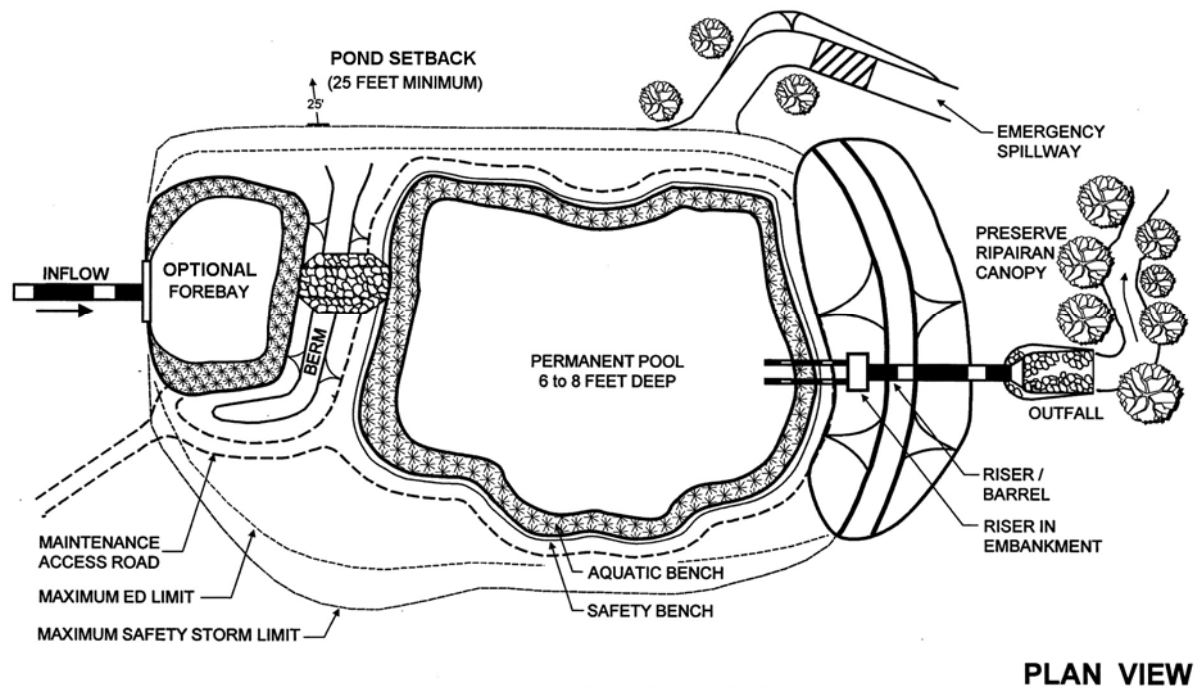 POND SETBACK
(25 FEET MINIMUM)
25'
EMERGENCY
SPILLWAY
PRESERVE
RIPAIRAN
CANOPY
INFLOW
OPTIONAL
FOREBAY
BERM
PERMANENT POOL
6 to 8 FEET DEEP
OUTFALL
RISER /
BARREL
RISER IN
EMBANKMENT
MAINTENANCE
ACCESS ROAD
AQUATIC BENCH
MAXIMUM ED LIMIT
SAFETY BENCH
MAXIMUM SAFETY STORM LIMIT
PLAN VIEW